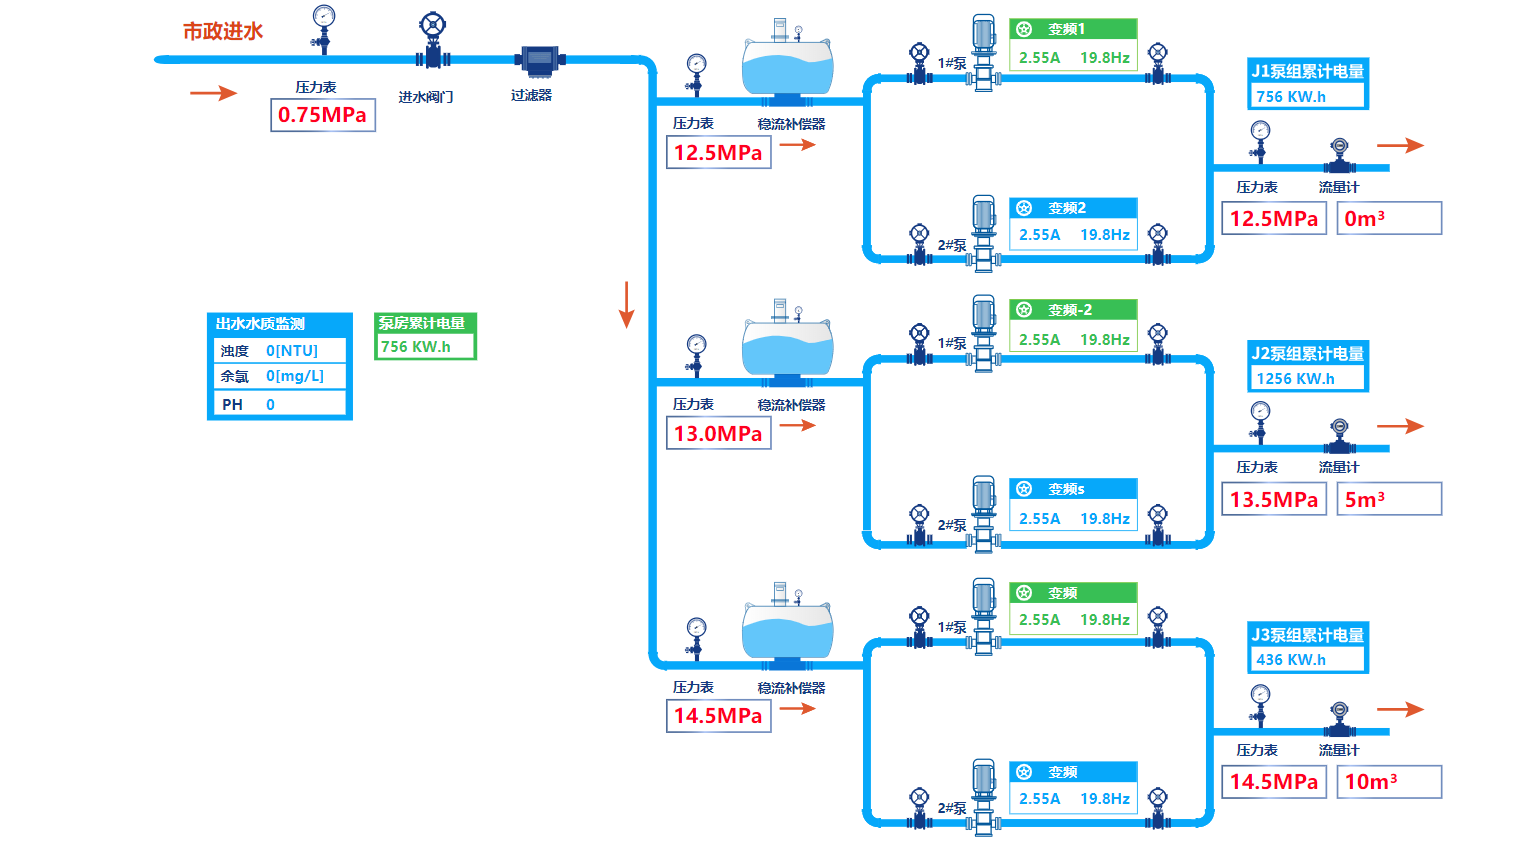 市政进水
压力表
0.75MPa
进水阀门
过滤器
压力表
12.5MPa
稳流补偿器
1#泵
变频1
2.55A 19.8Hz
2#泵
变频2
2.55A 19.8Hz
J1泵组累计电量
756 KW.h
压力表
12.5MPa
流量计
0m³
出水水质监测
浊度 0[NTU]
余氯 0[mg/L]
PH 0
泵房累计电量
756 KW.h
压力表
13.0MPa
稳流补偿器
1#泵
变频-2
2.55A 19.8Hz
2#泵
变频s
2.55A 19.8Hz
J2泵组累计电量
1256 KW.h
压力表
13.5MPa
流量计
5m³
压力表
14.5MPa
稳流补偿器
1#泵
变频
2.55A 19.8Hz
2#泵
变频
2.55A 19.8Hz
J3泵组累计电量
436 KW.h
压力表
14.5MPa
流量计
10m³